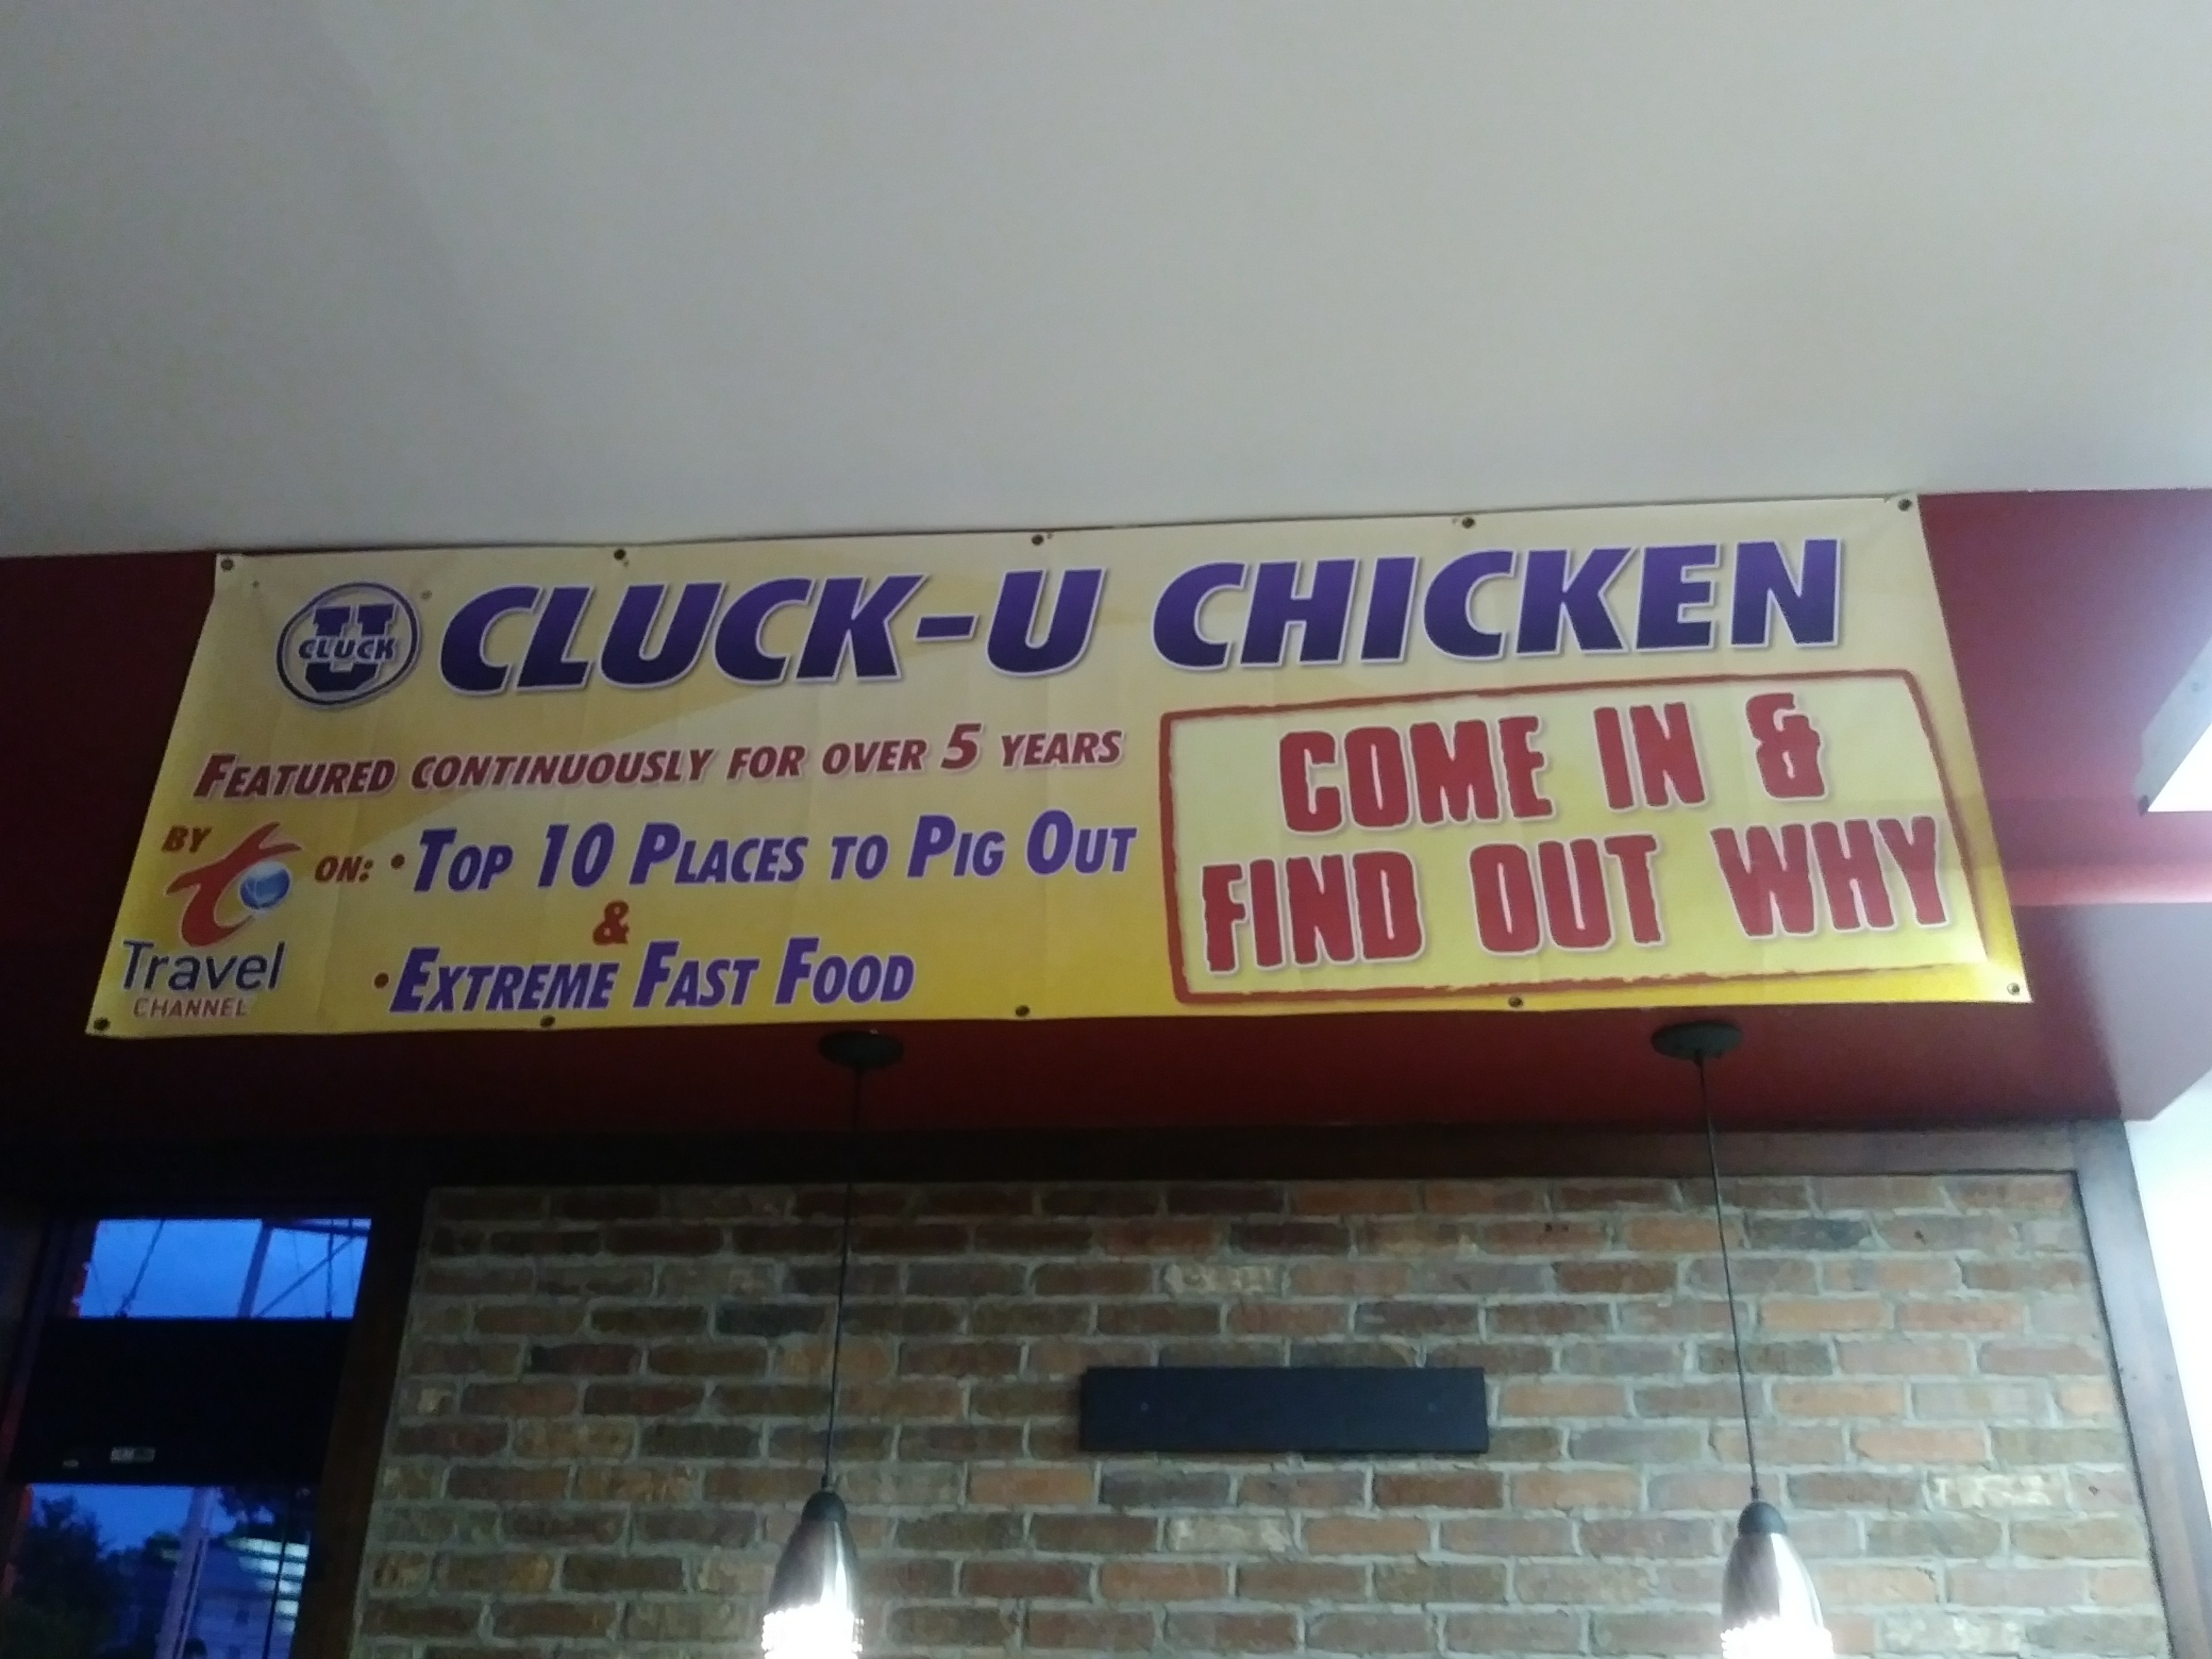 U
CLUCK
CLUCK-U CHICKEN
FEATURED CONTINUOUSLY FOR OVER 5 YEARS
BY
Travel
CHANNEL
ON: • TOP 10 PLACES TO PIG OUT
&
• EXTREME FAST FOOD
COME IN &
FIND OUT WHY